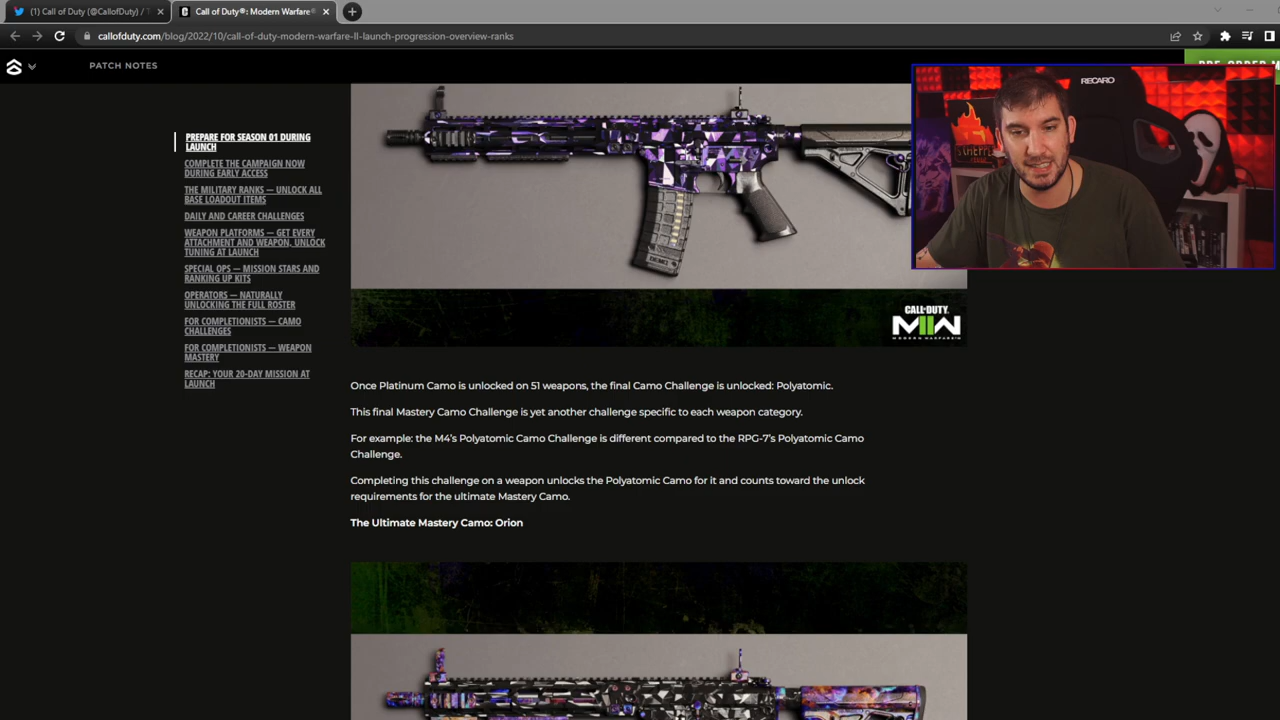 (1) Call of Duty (@CallofDuty) / T
Call of Duty®: Modern Warfare®
callofduty.com/blog/2022/10/call-of-duty-modern-warfare-II-launch-progression-overview-ranks
PATCH NOTES
RECARO
PREPARE FOR SEASON 01 DURING
LAUNCH
COMPLETE THE CAMPAIGN NOW
DURING EARLY ACCESS
THE MILITARY RANKS — UNLOCK ALL
BASE LOADOUT ITEMS
DAILY AND CAREER CHALLENGES
WEAPON PLATFORMS — GET EVERY
ATTACHMENT AND WEAPON, UNLOCK
TUNING AT LAUNCH
SPECIAL OPS — MISSION STARS AND
RANKING UP KITS
OPERATORS — NATURALLY
UNLOCKING THE FULL ROSTER
FOR COMPLETIONISTS — CAMO
CHALLENGES
FOR COMPLETIONISTS — WEAPON
MASTERY
RECAP: YOUR 20-DAY MISSION AT
LAUNCH
CALL OF DUTY
MWII
MODERN WARFARE II
Once Platinum Camo is unlocked on 51 weapons, the final Camo Challenge is unlocked: Polyatomic.
This final Mastery Camo Challenge is yet another challenge specific to each weapon category.
For example: the M4’s Polyatomic Camo Challenge is different compared to the RPG-7’s Polyatomic Camo
Challenge.
Completing this challenge on a weapon unlocks the Polyatomic Camo for it and counts toward the unlock
requirements for the ultimate Mastery Camo.
The Ultimate Mastery Camo: Orion